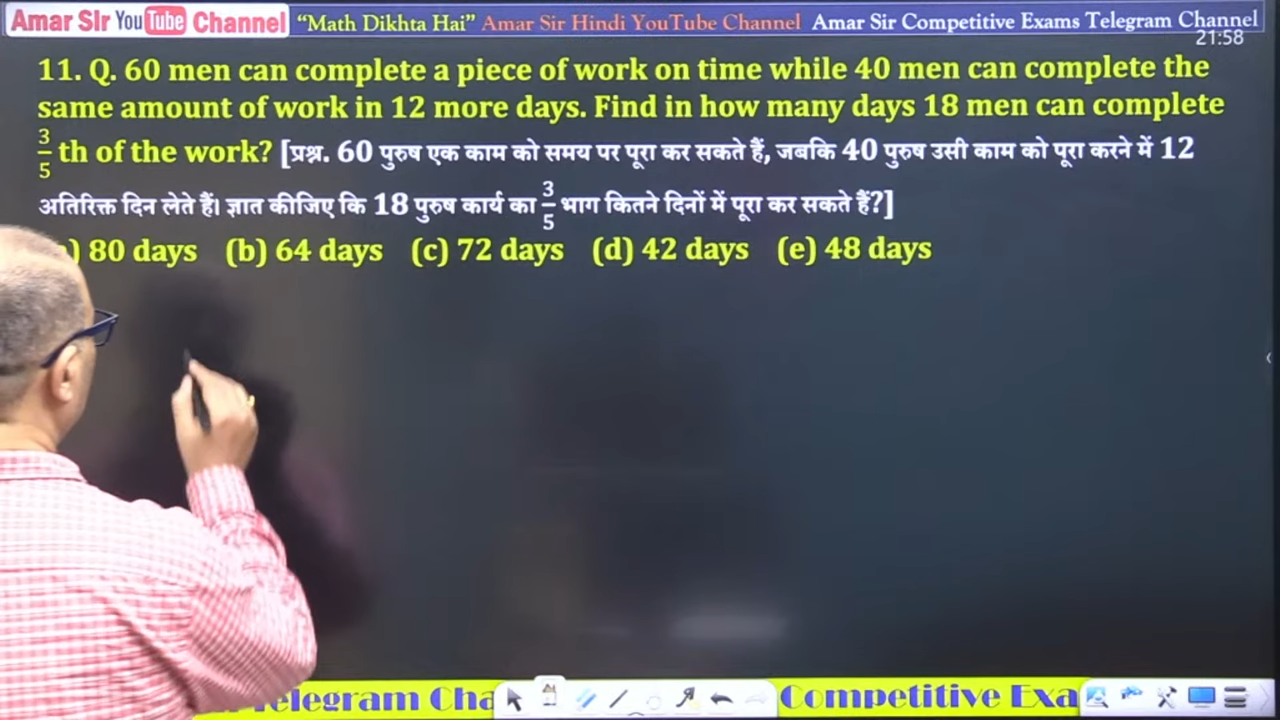 Amar SIr YouTube Channel "Math Dikhta Hai" Amar Sir Hindi YouTube Channel Amar Sir Competitive Exams Telegram Channel
21:58
11. Q. 60 men can complete a piece of work on time while 40 men can complete the
same amount of work in 12 more days. Find in how many days 18 men can complete
3/5 th of the work? [प्रश्न. 60 पुरुष एक काम को समय पर पूरा कर सकते हैं, जबकि 40 पुरुष उसी काम को पूरा करने में 12
अतिरिक्त दिन लेते हैं। ज्ञात कीजिए कि 18 पुरुष कार्य का 3/5 भाग कितने दिनों में पूरा कर सकते हैं?]
) 80 days (b) 64 days (c) 72 days (d) 42 days (e) 48 days
Telegram Cha Competitive Exa